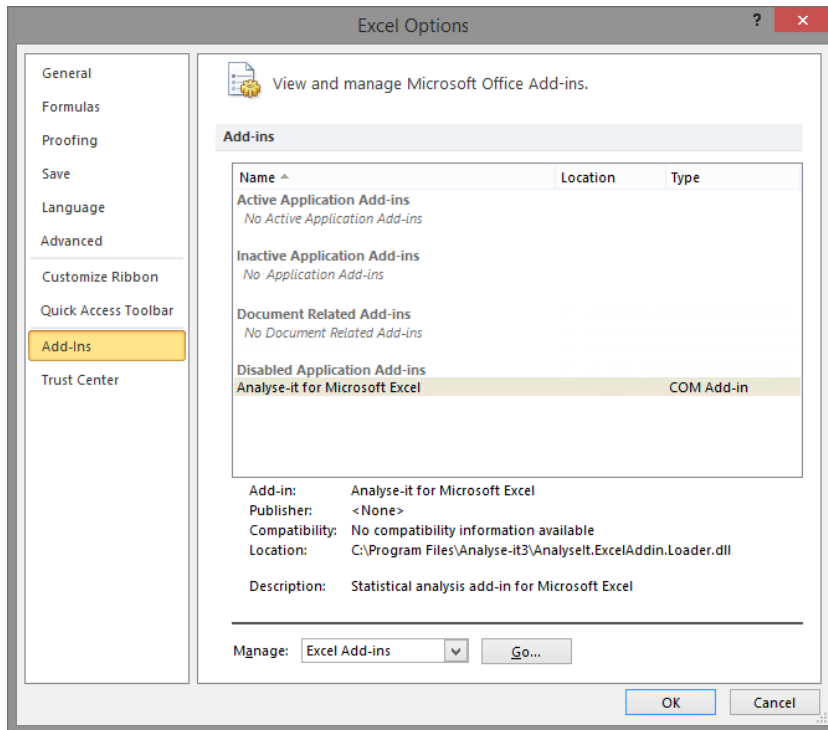 Excel Options
?
General
Formulas
Proofing
Save
Language
Advanced
Customize Ribbon
Quick Access Toolbar
Add-Ins
Trust Center
View and manage Microsoft Office Add-ins.
Add-ins
Name Location Type
Active Application Add-ins
No Active Application Add-ins
Inactive Application Add-ins
No Application Add-ins
Document Related Add-ins
No Document Related Add-ins
Disabled Application Add-ins
Analyse-it for Microsoft Excel COM Add-in
Add-in: Analyse-it for Microsoft Excel
Publisher: <None>
Compatibility: No compatibility information available
Location: C:\Program Files\Analyse-it3\AnalyseIt.ExcelAddin.Loader.dll
Description: Statistical analysis add-in for Microsoft Excel
Manage: Excel Add-ins Go...
OK Cancel